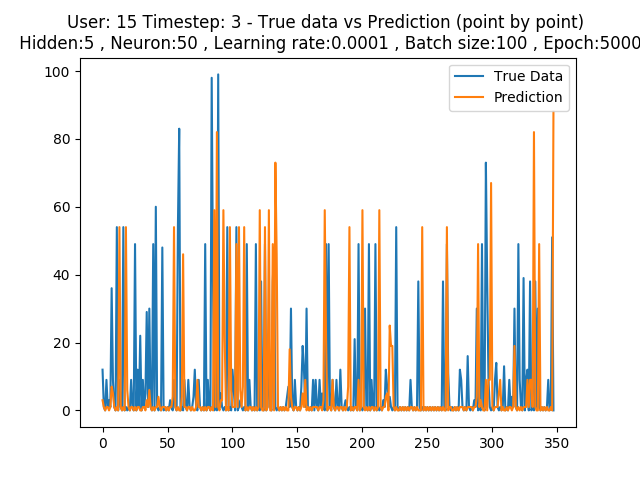 User: 15 Timestep: 3 - True data vs Prediction (point by point)
Hidden:5 , Neuron:50 , Learning rate:0.0001 , Batch size:100 , Epoch:5000
True Data
Prediction
100
80
60
40
20
0
0 50 100 150 200 250 300 350